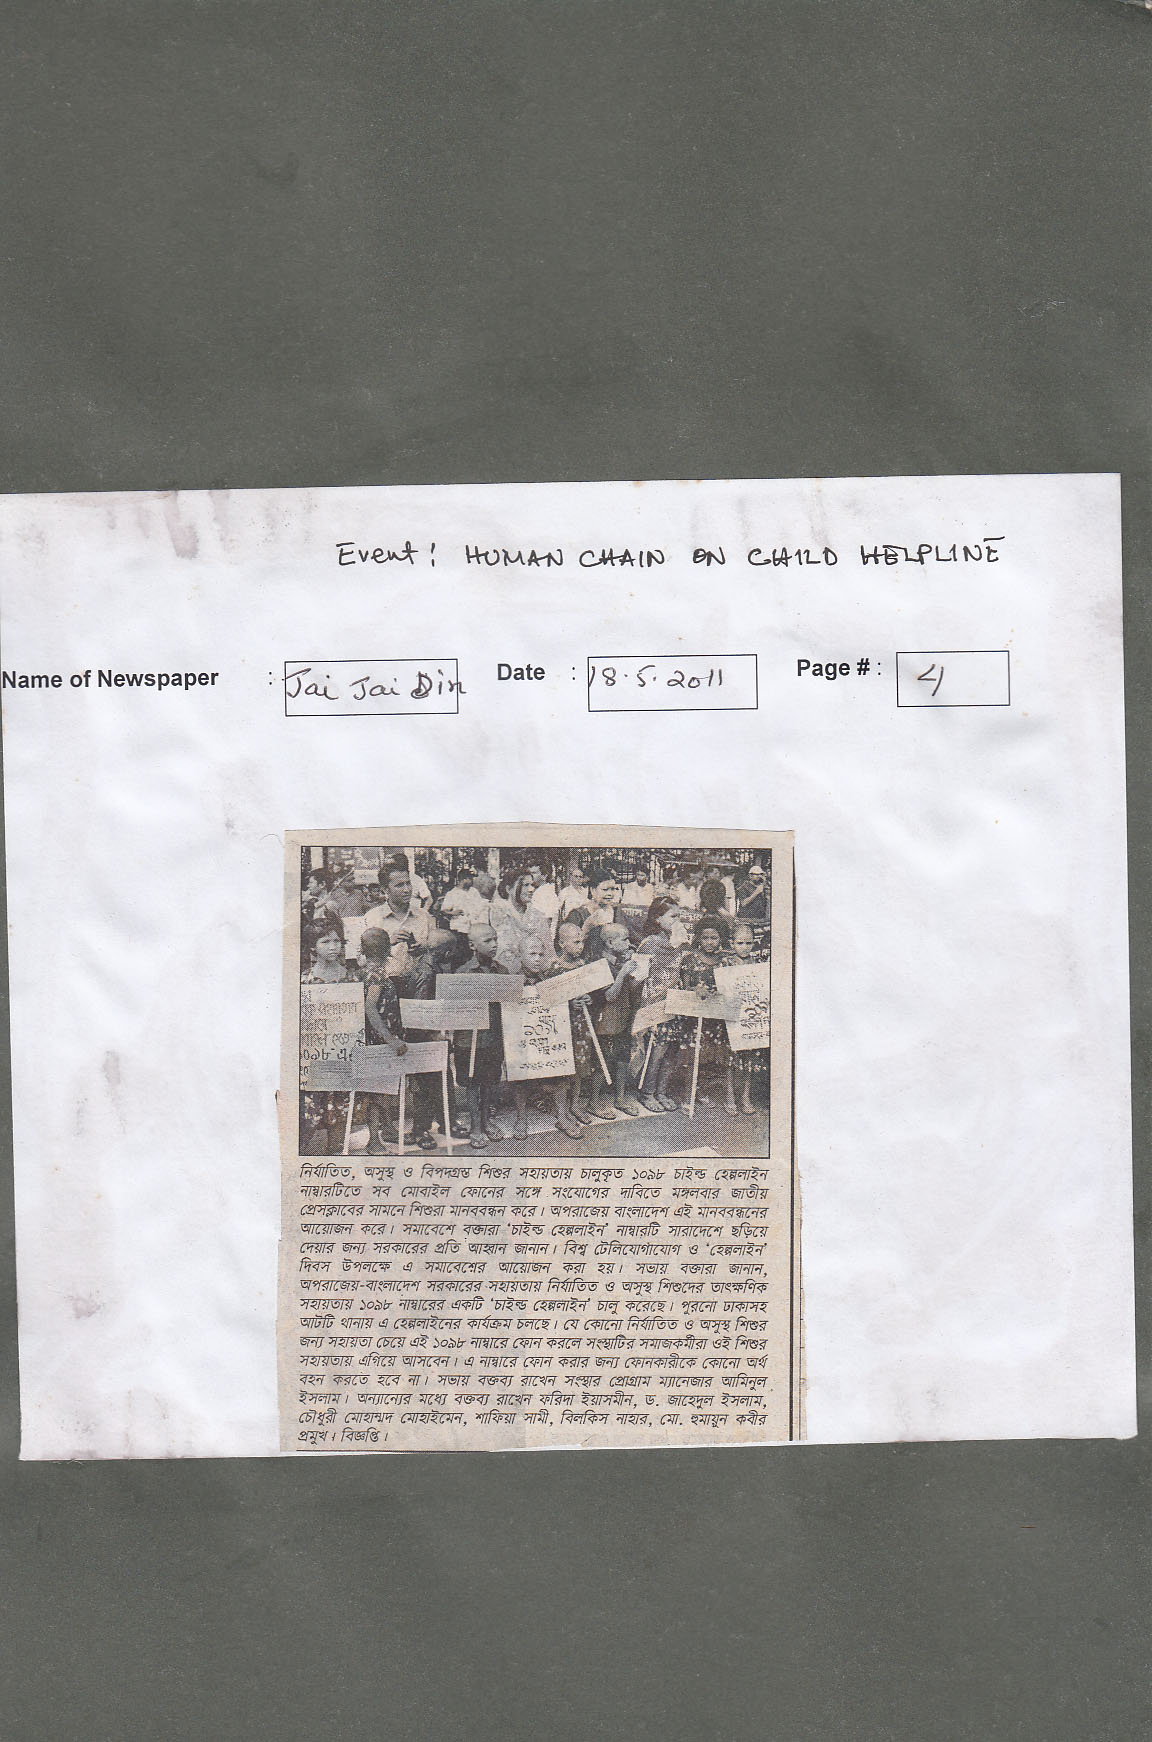 Event: HUMAN CHAIN ON CHILD HELPLINE
Name of Newspaper : Jai Jai Din Date : 18.5.2011 Page # : 4
নির্যাতিত, অসুস্থ ও বিপদগ্রস্ত শিশুর সহায়তায় চালুকৃত ১০৯৮ চাইল্ড হেল্পলাইন
নাম্বারটিতে সব মোবাইল ফোনের সঙ্গে সংযোগের দাবিতে মঙ্গলবার জাতীয়
প্রেসক্লাবের সামনে শিশুরা মানববন্ধন করে। অপরাজেয় বাংলাদেশ এই মানববন্ধনের
আয়োজন করে। সমাবেশে বক্তারা ‘চাইল্ড হেল্পলাইন’ নাম্বারটি সারাদেশে ছড়িয়ে
দেয়ার জন্য সরকারের প্রতি আহ্বান জানান। বিশ্ব টেলিযোগাযোগ ও ‘হেল্পলাইন’
দিবস উপলক্ষে এ সমাবেশের আয়োজন করা হয়। সভায় বক্তারা জানান,
অপরাজেয়-বাংলাদেশ সরকারের সহায়তায় নির্যাতিত ও অসুস্থ শিশুদের তাৎক্ষণিক
সহায়তায় ১০৯৮ নাম্বারের একটি ‘চাইল্ড হেল্পলাইন’ চালু করেছে। পুরনো ঢাকাসহ
আটটি থানায় এ হেল্পলাইনের কার্যক্রম চলছে। যে কোনো নির্যাতিত ও অসুস্থ শিশুর
জন্য সহায়তা চেয়ে এই ১০৯৮ নাম্বারে ফোন করলে সংস্থাটির সমাজকর্মীরা ওই শিশুর
সহায়তায় এগিয়ে আসবেন। এ নাম্বারে ফোন করার জন্য ফোনকারীকে কোনো অর্থ
বহন করতে হবে না। সভায় বক্তব্য রাখেন সংস্থার প্রোগ্রাম ম্যানেজার আমিনুল
ইসলাম। অন্যান্যের মধ্যে বক্তব্য রাখেন ফরিদা ইয়াসমীন, ড. জাহেদুল ইসলাম,
চৌধুরী মোহাম্মদ মোহাইমেন, শাফিয়া সামী, বিলকিস নাহার, মো. হুমায়ুন কবীর
প্রমুখ। বিজ্ঞপ্তি।